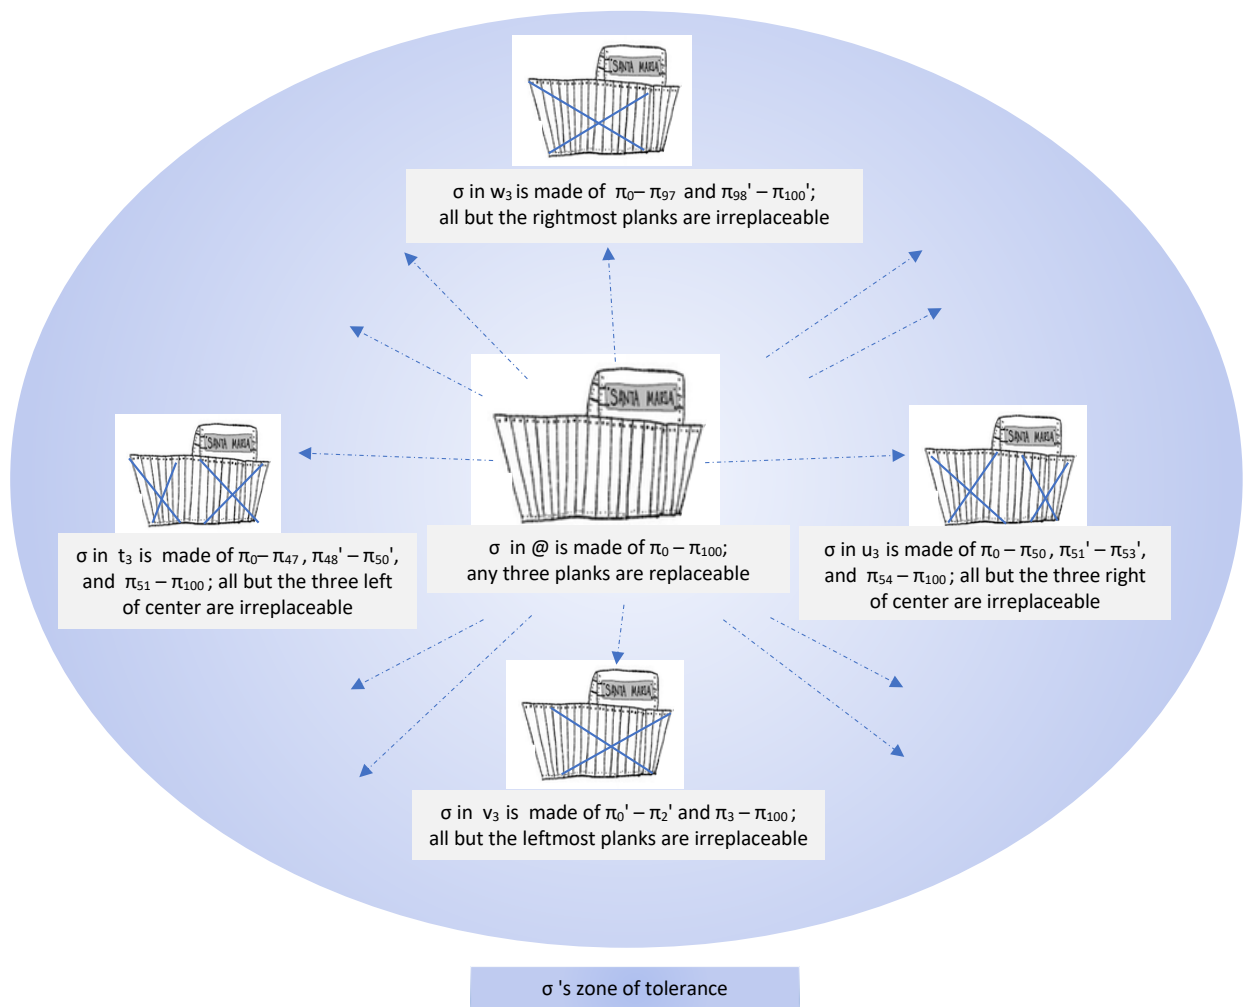 SANTA MARIA
σ in w₃ is made of π₀– π₉₇ and π₉₈' – π₁₀₀';
all but the rightmost planks are irreplaceable
SANTA MARIA
SANTA MARIA
SANTA MARIA
σ in t₃ is made of π₀– π₄₇ , π₄₈' – π₅₀',
and π₅₁ – π₁₀₀ ; all but the three left
of center are irreplaceable
σ in @ is made of π₀ – π₁₀₀;
any three planks are replaceable
σ in u₃ is made of π₀ – π₅₀, π₅₁' – π₅₃',
and π₅₄ – π₁₀₀ ; all but the three right
of center are irreplaceable
SANTA MARIA
σ in v₃ is made of π₀' – π₂' and π₃ – π₁₀₀ ;
all but the leftmost planks are irreplaceable
σ 's zone of tolerance